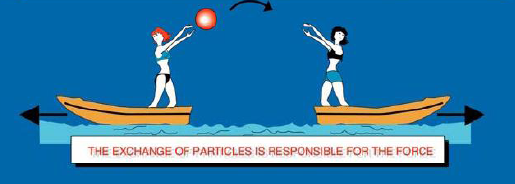 THE EXCHANGE OF PARTICLES IS RESPONSIBLE FOR THE FORCE